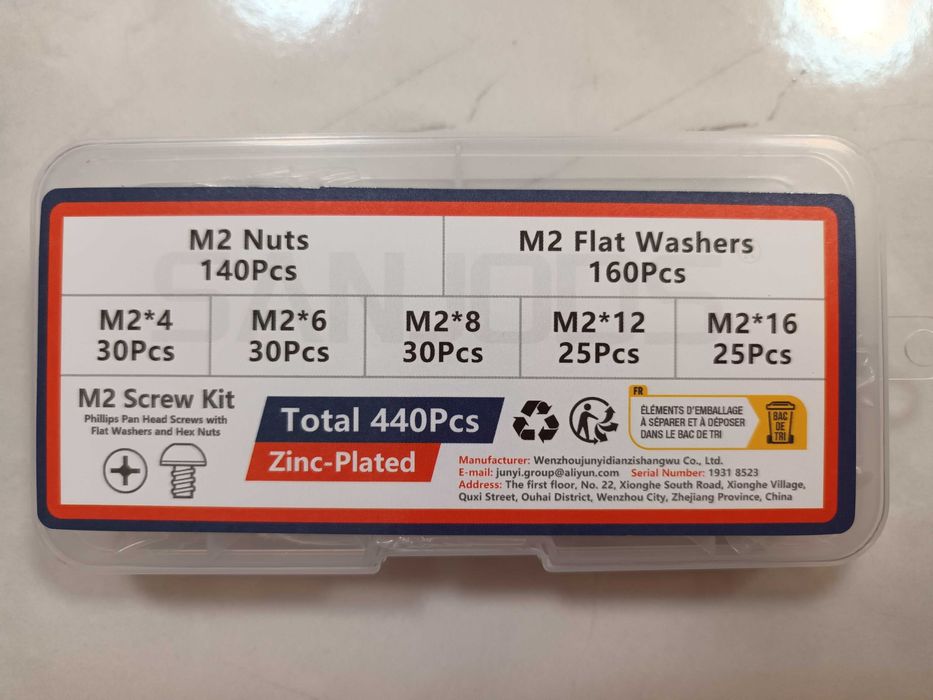 M2 Nuts
140Pcs
M2 Flat Washers
160Pcs
SANJODS
M2*4
30Pcs
M2*6
30Pcs
M2*8
30Pcs
M2*12
25Pcs
M2*16
25Pcs
M2 Screw Kit
Phillips Pan Head Screws with
Flat Washers and Hex Nuts
Total 440Pcs
Zinc-Plated
FR
ÉLÉMENTS D'EMBALLAGE
À SÉPARER ET À DÉPOSER
DANS LE BAC DE TRI
BAC
DE
TRI
Manufacturer: Wenzhoujunyidianzishangwu Co., Ltd.
E-mail: junyi.group@aliyun.com Serial Number: 1931 8523
Address: The first floor, No. 22, Xionghe South Road, Xionghe Village,
Quxi Street, Ouhai District, Wenzhou City, Zhejiang Province, China